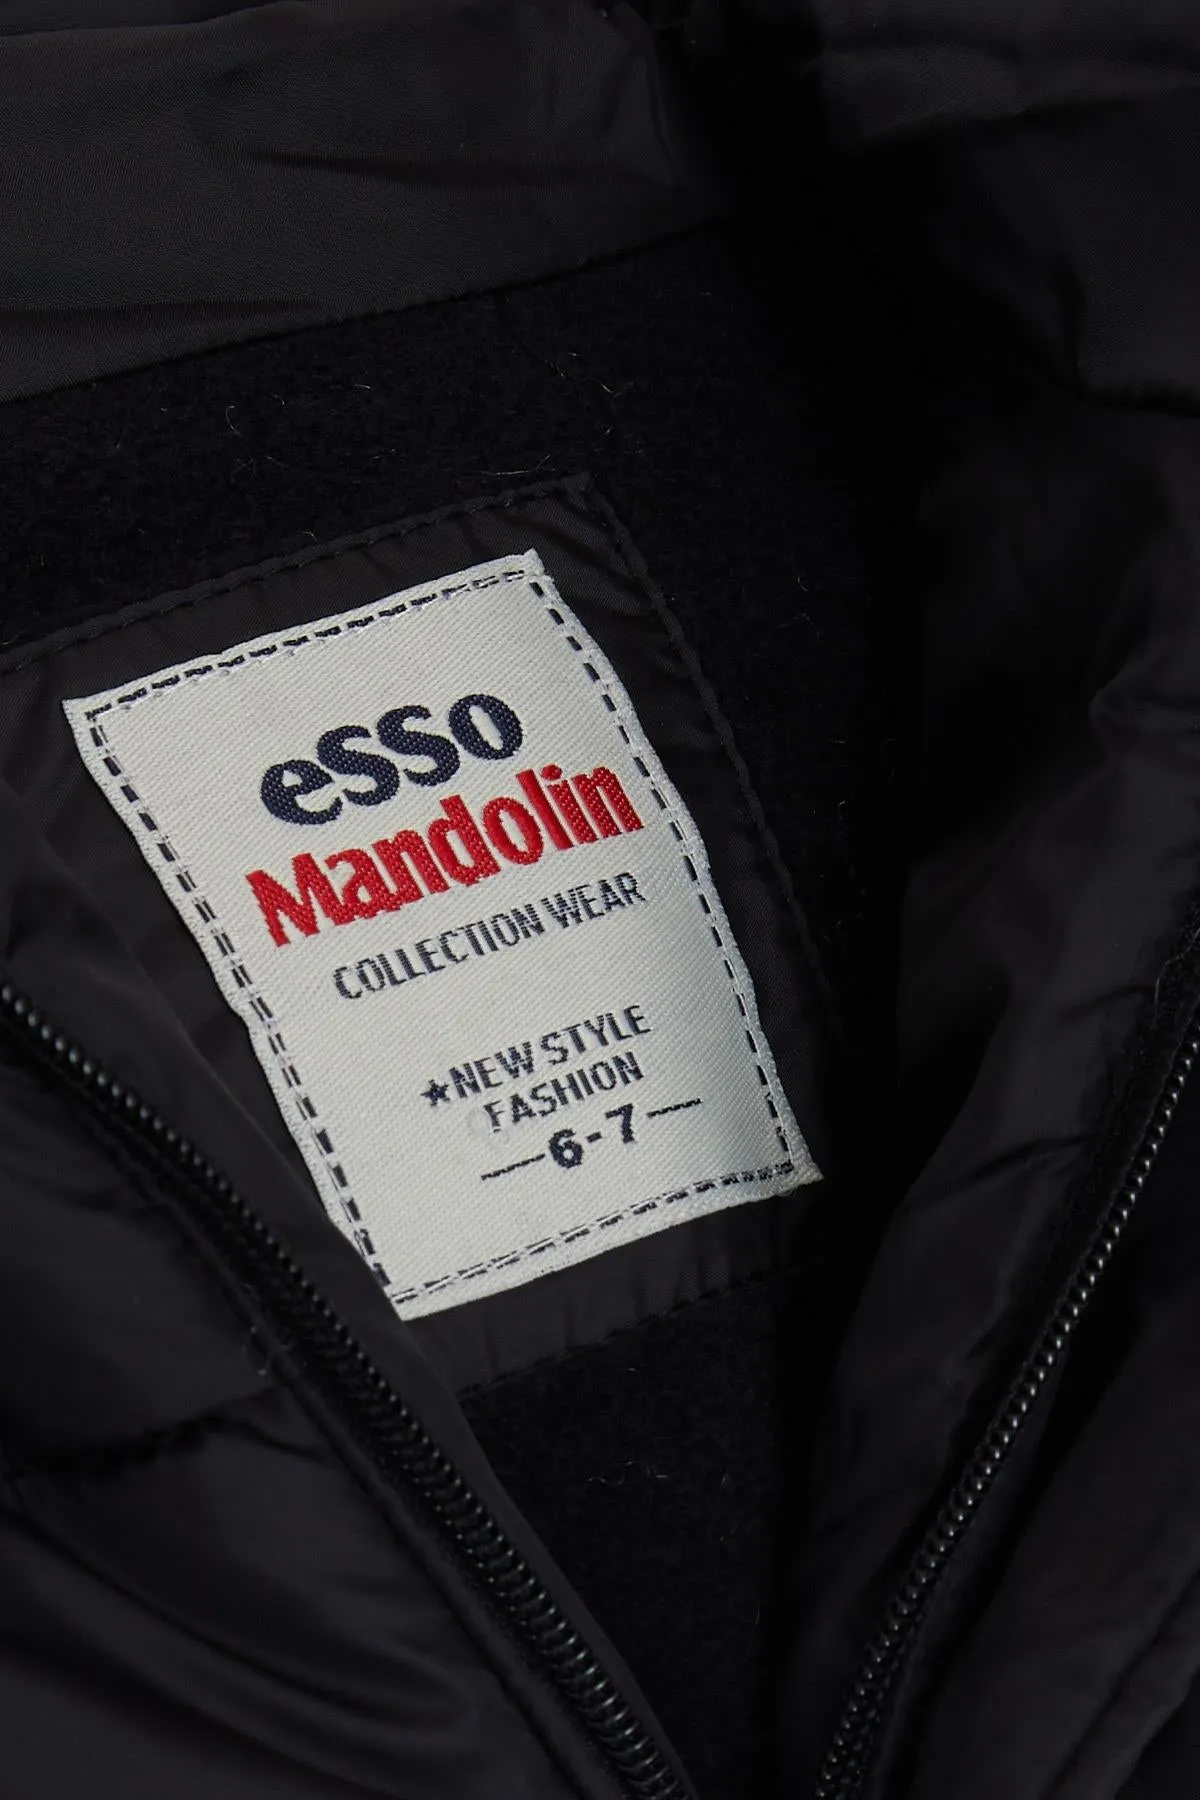 esso
Mandolin
COLLECTION WEAR
★NEW STYLE
FASHION
6-7